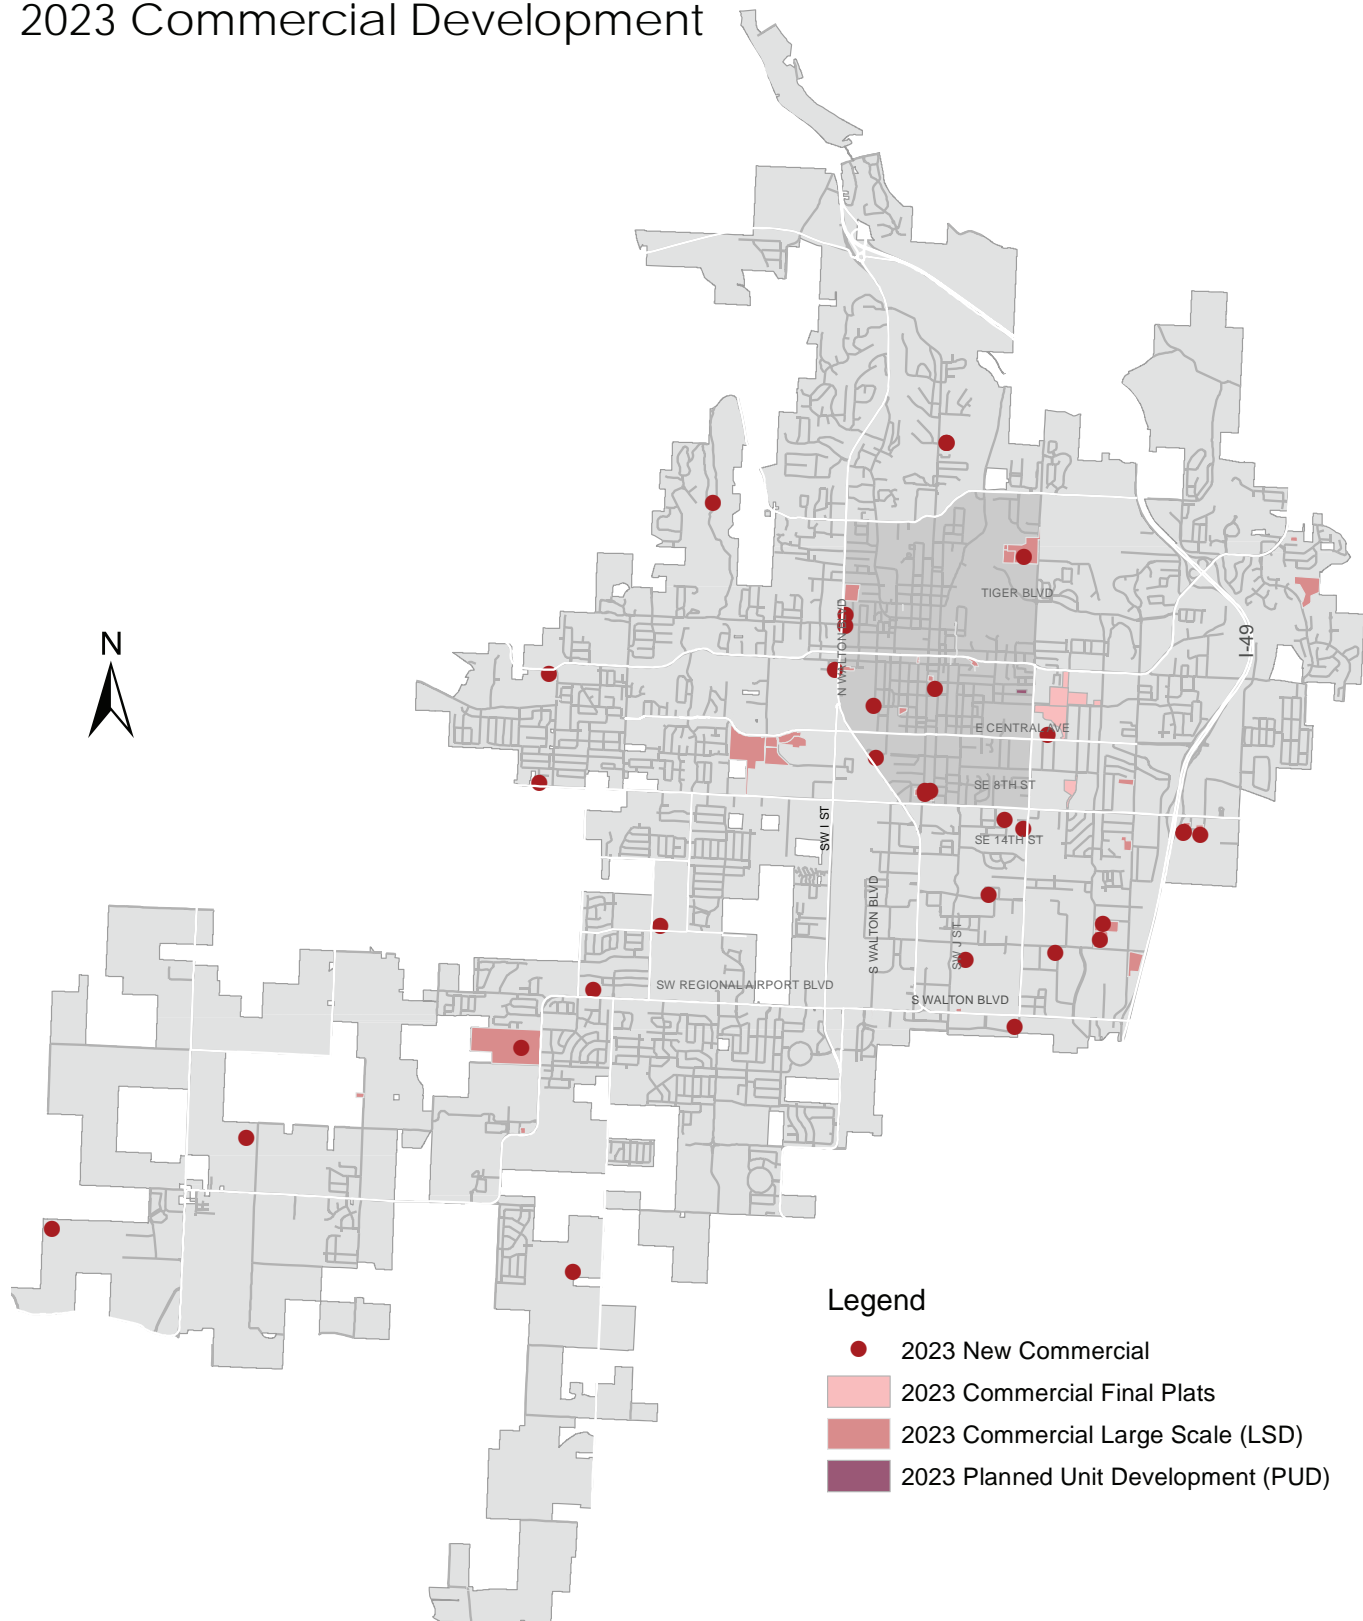 2023 Commercial Development
N
TIGER BLVD
N WALTON BLVD
I-49
E CENTRAL AVE
SE 8TH ST
SW I ST
SE 14TH ST
S WALTON BLVD
SW J ST
SW REGIONAL AIRPORT BLVD
S WALTON BLVD
Legend
2023 New Commercial
2023 Commercial Final Plats
2023 Commercial Large Scale (LSD)
2023 Planned Unit Development (PUD)